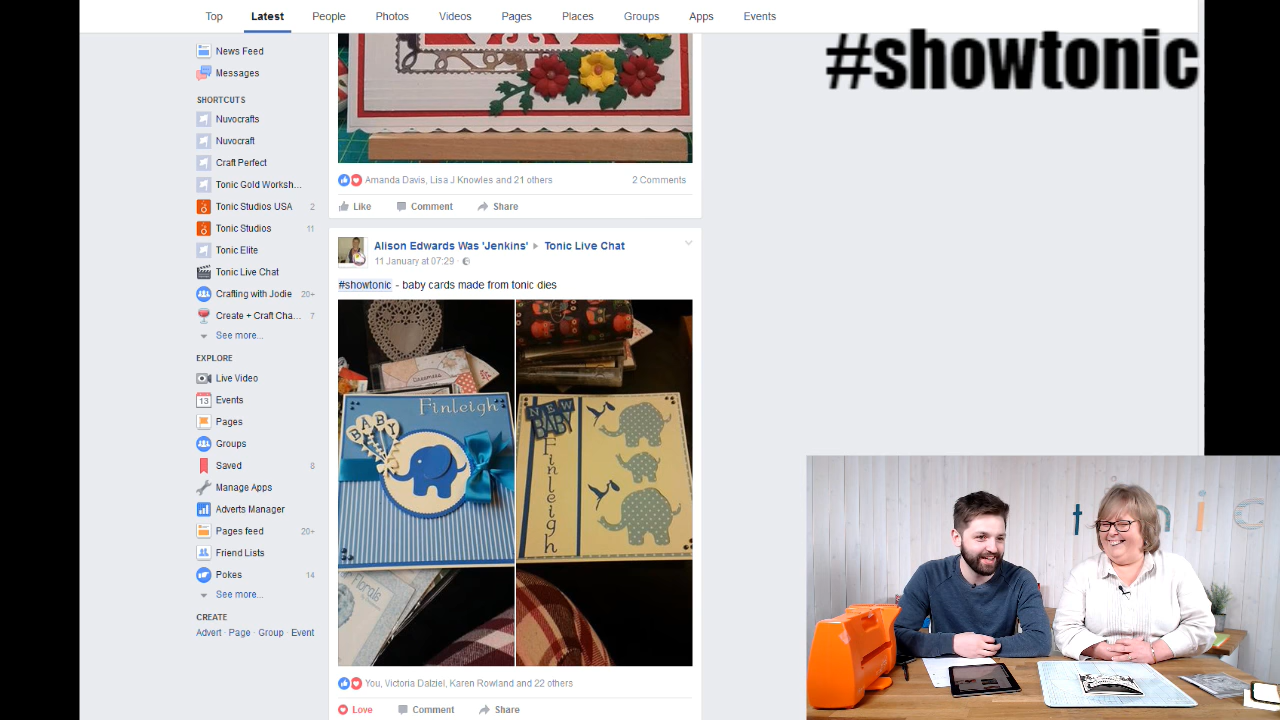 Top Latest People Photos Videos Pages Places Groups Apps Events
#showtonic
News Feed
Messages
SHORTCUTS
Nuvocrafts
Nuvocraft
Craft Perfect
Tonic Gold Worksh...
Tonic Studios USA 2
Tonic Studios 11
Tonic Elite
Tonic Live Chat
Crafting with Jodie 20+
Create + Craft Cha... 7
See more...
EXPLORE
Live Video
13 Events
Pages
Groups
Saved 8
Manage Apps
Adverts Manager
Pages feed 20+
Friend Lists
Pokes 14
See more...
CREATE
Advert · Page · Group · Event
Amanda Davis, Lisa J Knowles and 21 others 2 Comments
Like Comment Share
Alison Edwards Was 'Jenkins' Tonic Live Chat
11 January at 07:29 ·
#showtonic - baby cards made from tonic dies
Finleigh
BABY
NEW
BABY
Finleigh
Florals
You, Victoria Dalziel, Karen Rowland and 22 others
Love Comment Share
t n i c